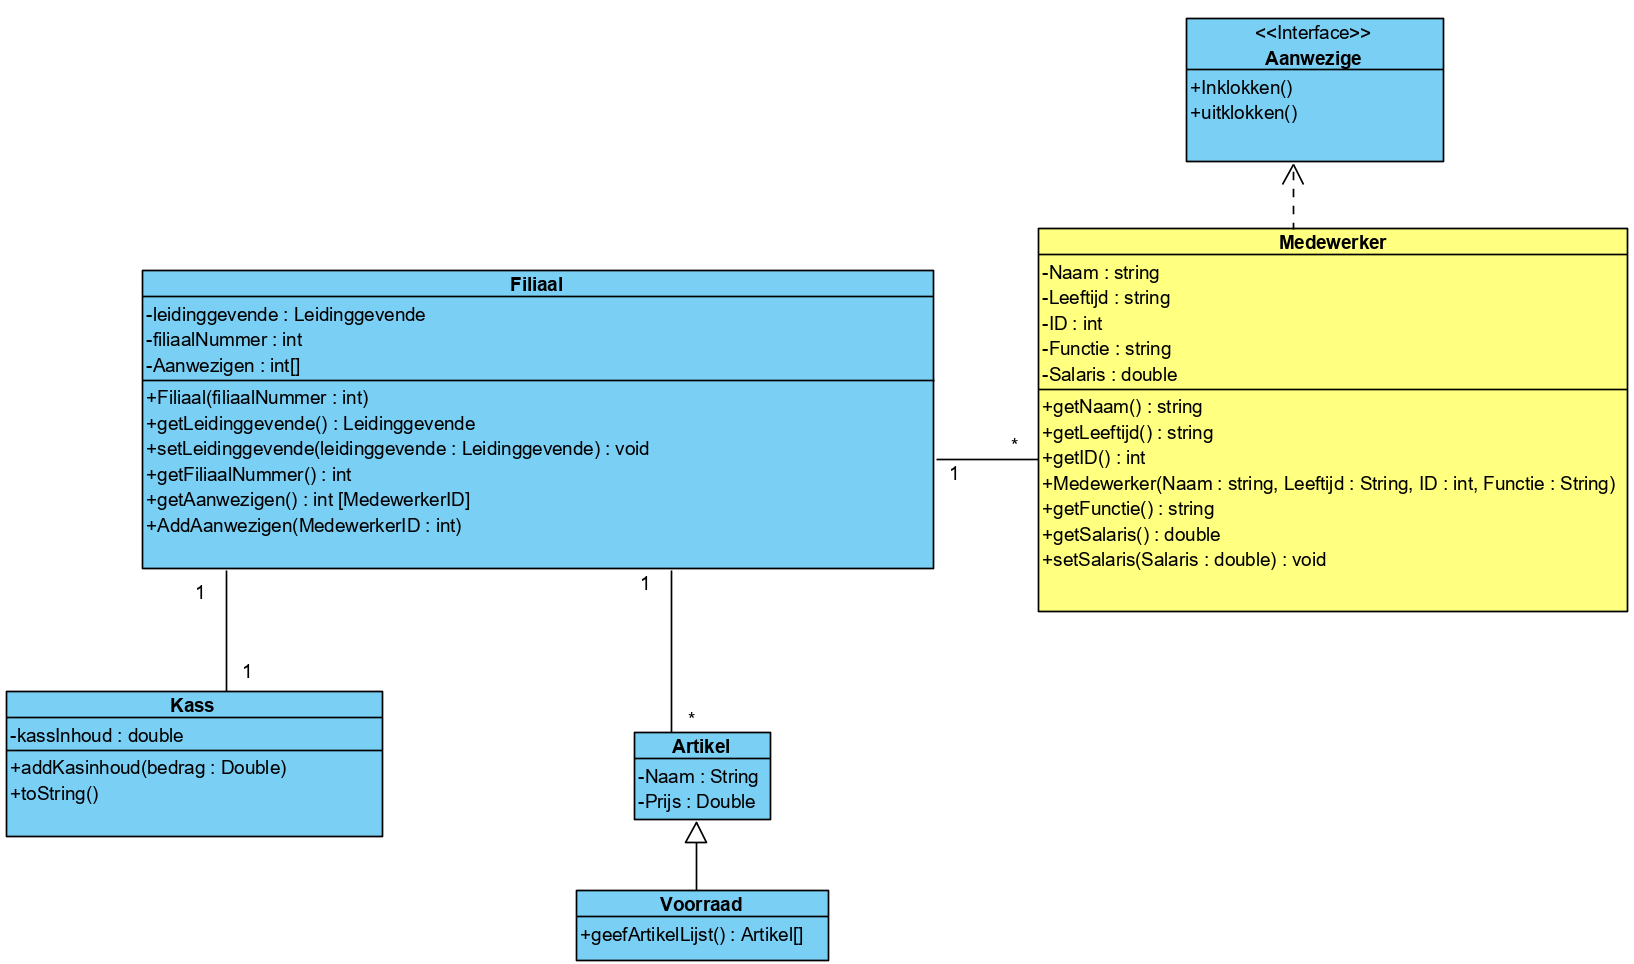 <<Interface>>
Aanwezige
+Inklokken()
+uitklokken()
Medewerker
-Naam : string
-Leeftijd : string
-ID : int
-Functie : string
-Salaris : double
+getNaam() : string
+getLeeftijd() : string
+getID() : int
+Medewerker(Naam : string, Leeftijd : String, ID : int, Functie : String)
+getFunctie() : string
+getSalaris() : double
+setSalaris(Salaris : double) : void
Filiaal
-leidinggevende : Leidinggevende
-filiaalNummer : int
-Aanwezigen : int[]
+Filiaal(filiaalNummer : int)
+getLeidinggevende() : Leidinggevende
+setLeidinggevende(leidinggevende : Leidinggevende) : void
+getFiliaalNummer() : int
+getAanwezigen() : int [MedewerkerID]
+AddAanwezigen(MedewerkerID : int)
*
1
1
1
1
*
Kass
-kassInhoud : double
+addKasinhoud(bedrag : Double)
+toString()
Artikel
-Naam : String
-Prijs : Double
Voorraad
+geefArtikelLijst() : Artikel[]